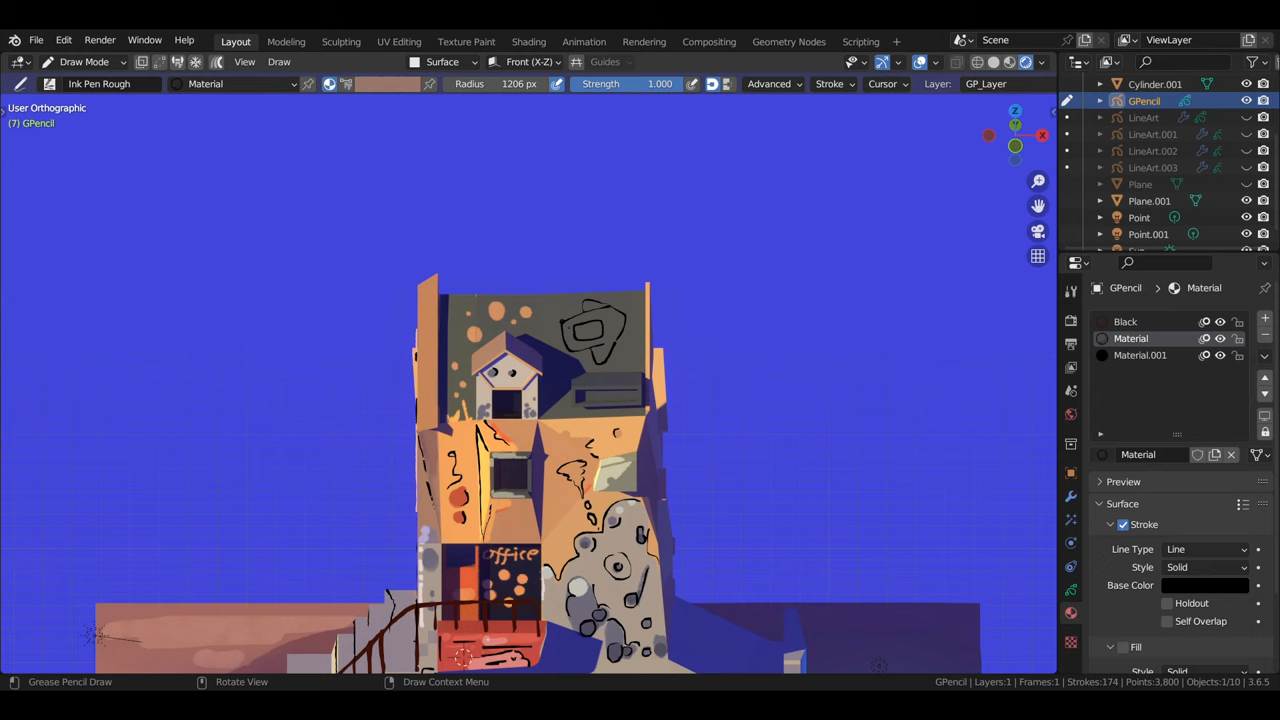 File Edit Render Window Help Layout Modeling Sculpting UV Editing Texture Paint Shading Animation Rendering Compositing Geometry Nodes Scripting + Scene ViewLayer
Draw Mode View Draw Surface Front (X-Z) Guides
Ink Pen Rough Material Radius 1206 px Strength 1.000 Advanced Stroke Cursor Layer: GP_Layer
User Orthographic
(7) GPencil
Z
Y
X
office
Cylinder.001
GPencil
LineArt
LineArt.001
LineArt.002
LineArt.003
Plane
Plane.001
Point
Point.001
GPencil > Material
Black
Material
Material.001
Material
Preview
Surface
Stroke
Line Type Line
Style Solid
Base Color
Holdout
Self Overlap
Fill
Grease Pencil Draw Rotate View Draw Context Menu GPencil | Layers:1 | Frames:1 | Strokes:174 | Points:3,800 | Objects:1/10 | 3.6.5